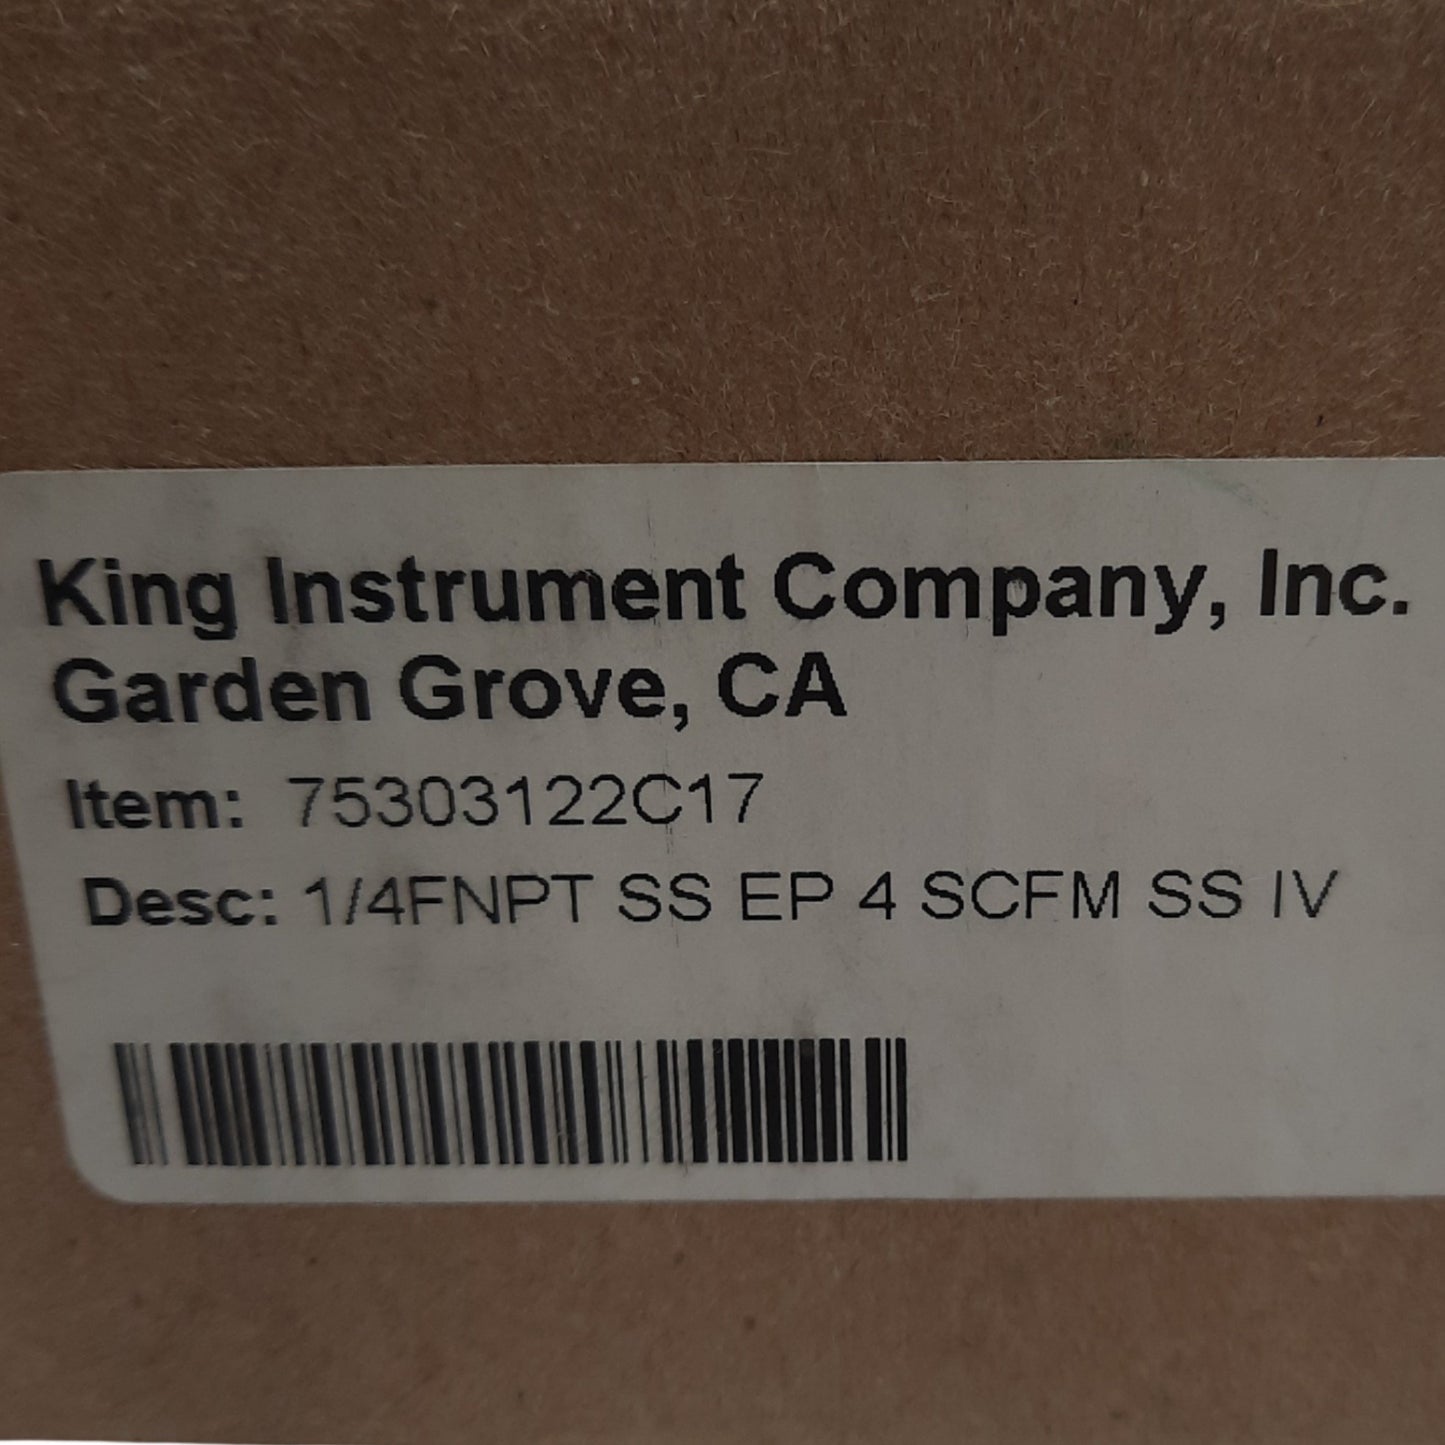 King Instrument Company, Inc.
Garden Grove, CA
Item: 75303122C17
Desc: 1/4FNPT SS EP 4 SCFM SS IV